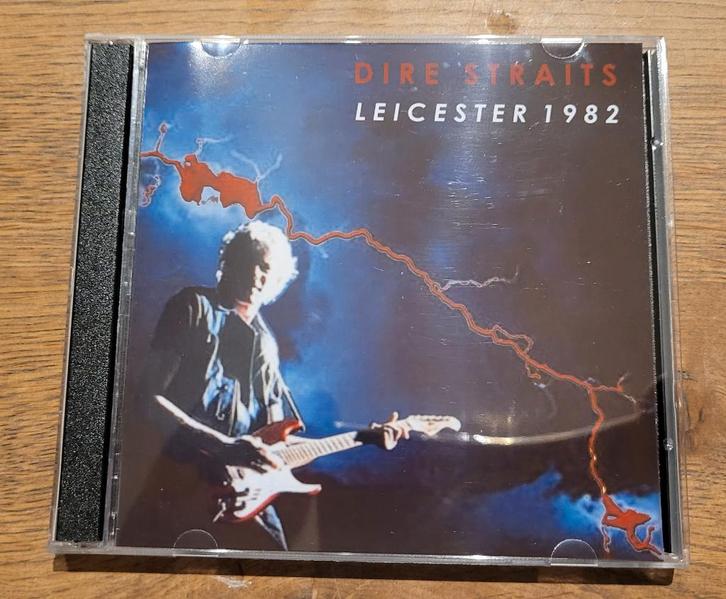 DIRE STRAITS
LEICESTER 1982